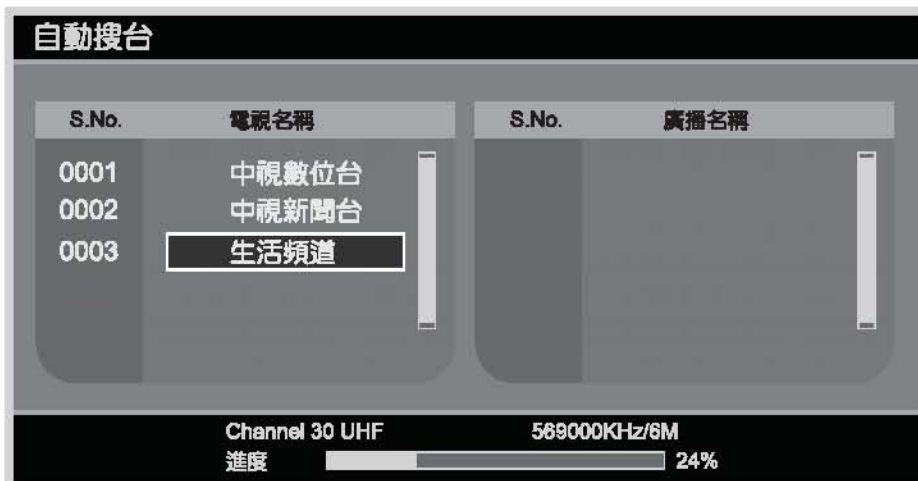 自動搜台
S.No. 電視名稱 S.No. 廣播名稱
0001 中視數位台
0002 中視新聞台
0003 生活頻道
Channel 30 UHF 569000KHz/6M
進度 24%